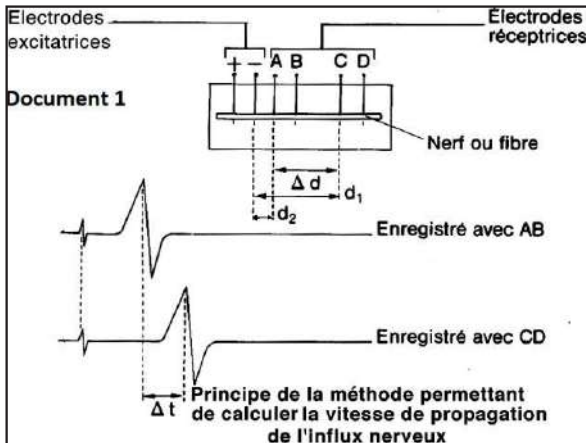 Electrodes
excitatrices
Électrodes
réceptrices
+ − A B C D
Document 1
Nerf ou fibre
Δ d
d1
d2
Enregistré avec AB
Enregistré avec CD
Δ t
Principe de la méthode permettant
de calculer la vitesse de propagation
de l'influx nerveux